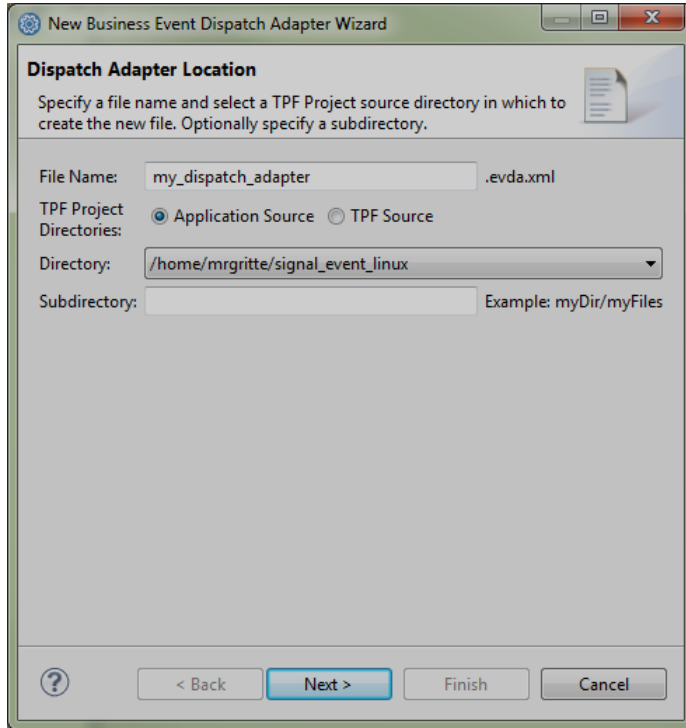 New Business Event Dispatch Adapter Wizard
Dispatch Adapter Location
Specify a file name and select a TPF Project source directory in which to
create the new file. Optionally specify a subdirectory.
File Name: my_dispatch_adapter .evda.xml
TPF Project
Directories: Application Source TPF Source
Directory: /home/mrgritte/signal_event_linux
Subdirectory: Example: myDir/myFiles
? < Back Next > Finish Cancel